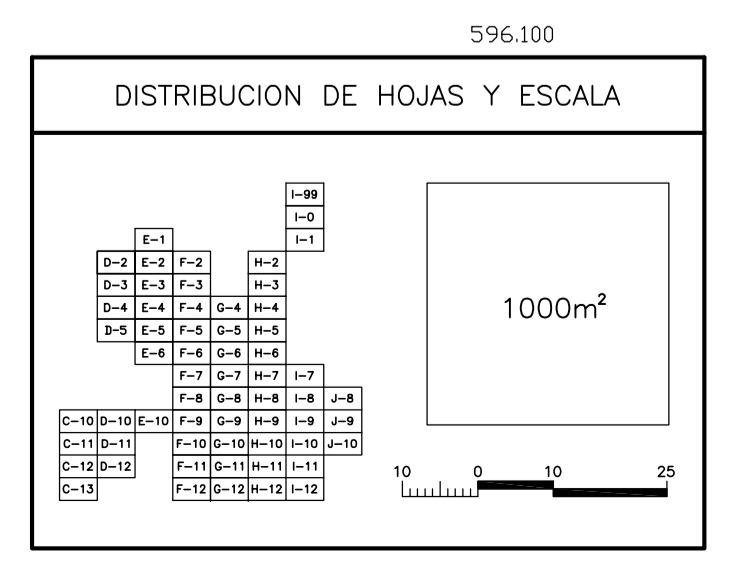 596.100
DISTRIBUCION DE HOJAS Y ESCALA
I-99
I-0
E-1 I-1
D-2 E-2 F-2 H-2
D-3 E-3 F-3 H-3
D-4 E-4 F-4 G-4 H-4
D-5 E-5 F-5 G-5 H-5
E-6 F-6 G-6 H-6
F-7 G-7 H-7 I-7
F-8 G-8 H-8 I-8 J-8
C-10 D-10 E-10 F-9 G-9 H-9 I-9 J-9
C-11 D-11 F-10 G-10 H-10 I-10 J-10
C-12 D-12 F-11 G-11 H-11 I-11
C-13 F-12 G-12 H-12 I-12
1000m²
10 0 10 25